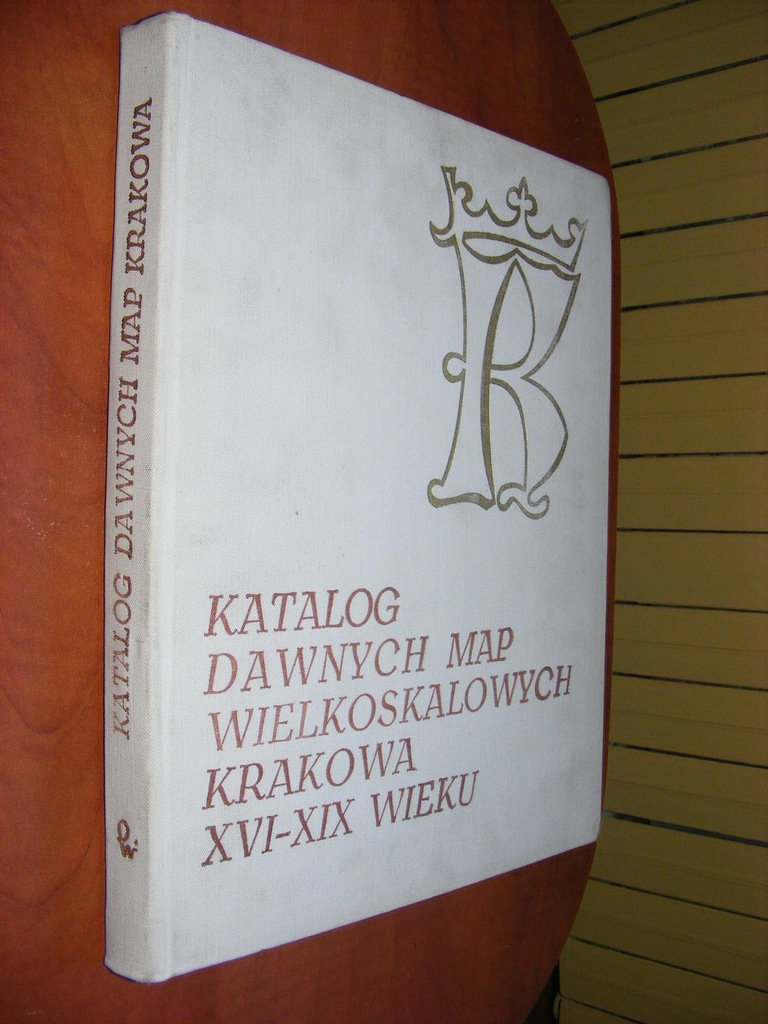 KATALOG DAWNYCH MAP KRAKOWA
K
KATALOG
DAWNYCH MAP
WIELKOSKALOWYCH
KRAKOWA
XVI-XIX WIEKU